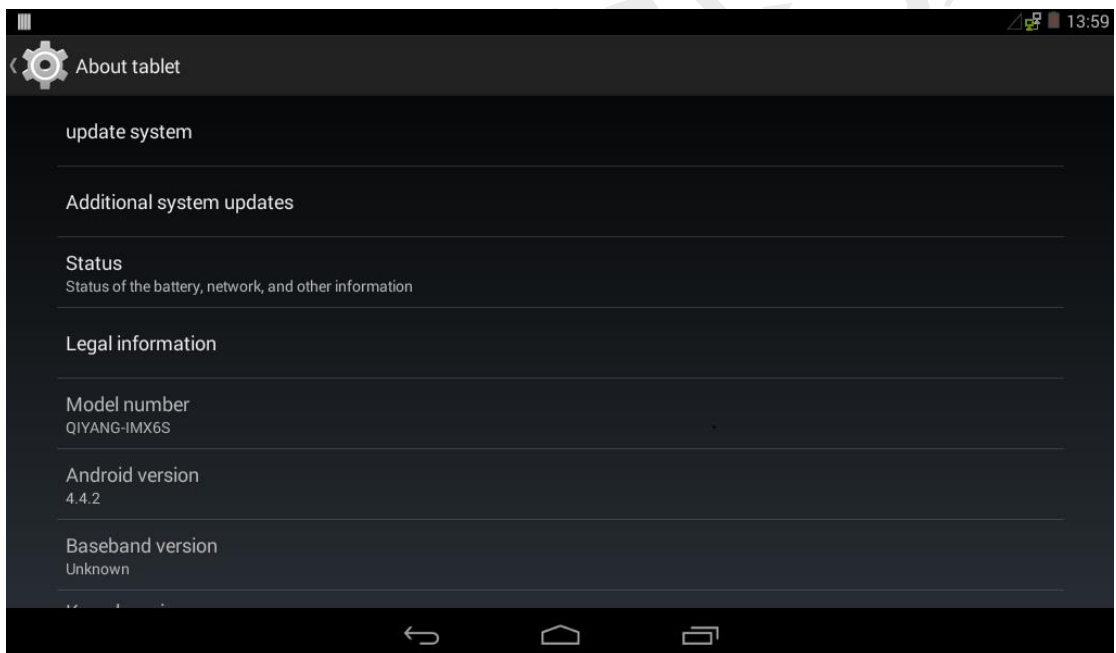 13:59
About tablet
update system
Additional system updates
Status
Status of the battery, network, and other information
Legal information
Model number
QIYANG-IMX6S
Android version
4.4.2
Baseband version
Unknown